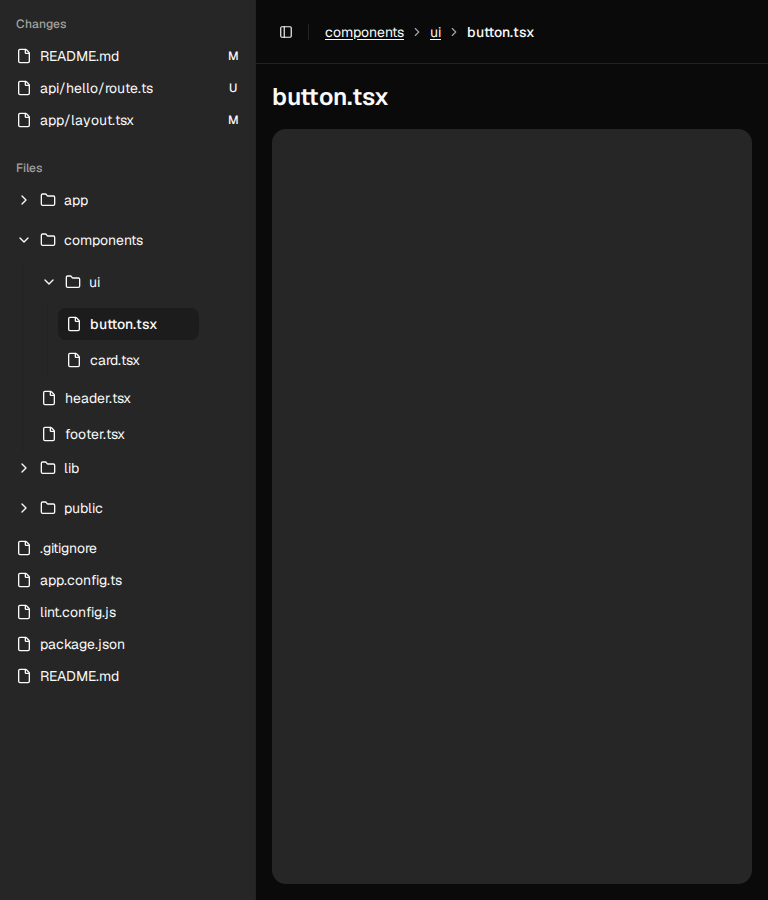 Changes
README.md M
api/hello/route.ts U
app/layout.tsx M
Files
app
components
ui
button.tsx
card.tsx
header.tsx
footer.tsx
lib
public
.gitignore
app.config.ts
lint.config.js
package.json
README.md
components ui button.tsx
button.tsx